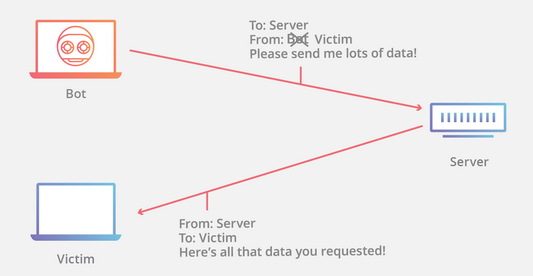 To: Server
From: Bot Victim
Please send me lots of data!
Bot
Server
From: Server
To: Victim
Here's all that data you requested!
Victim